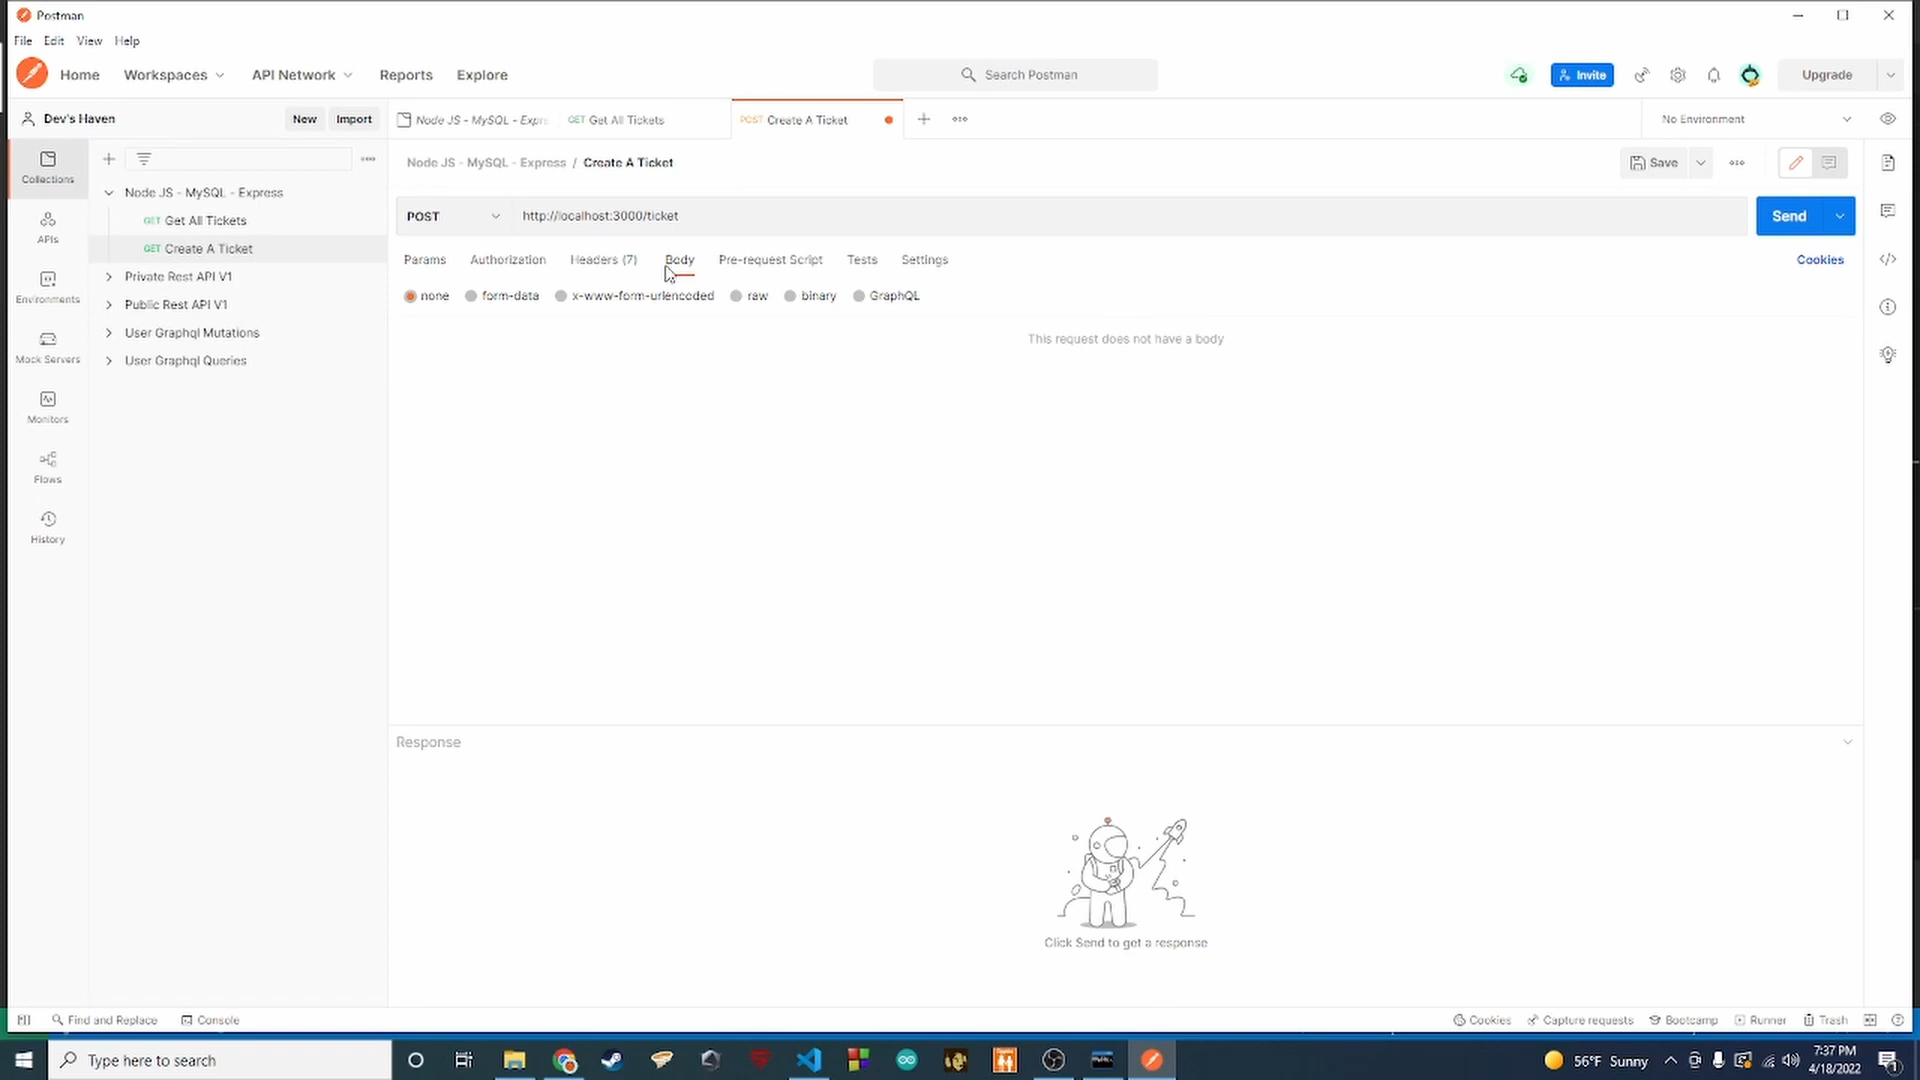 Postman
File Edit View Help
Home Workspaces API Network Reports Explore Search Postman Invite Upgrade
Dev's Haven New Import Node JS - MySQL - Expre GET Get All Tickets POST Create A Ticket No Environment
Collections
Node JS - MySQL - Express / Create A Ticket Save
Node JS - MySQL - Express
GET Get All Tickets
GET Create A Ticket
Private Rest API V1
Public Rest API V1
User Graphql Mutations
User Graphql Queries
APIs
Environments
Mock Servers
Monitors
Flows
History
POST http://localhost:3000/ticket Send
Params Authorization Headers (7) Body Pre-request Script Tests Settings Cookies
none form-data x-www-form-urlencoded raw binary GraphQL
This request does not have a body
Response
Click Send to get a response
Find and Replace Console Cookies Capture requests Bootcamp Runner Trash
Type here to search 56°F Sunny 7:37 PM
4/18/2022